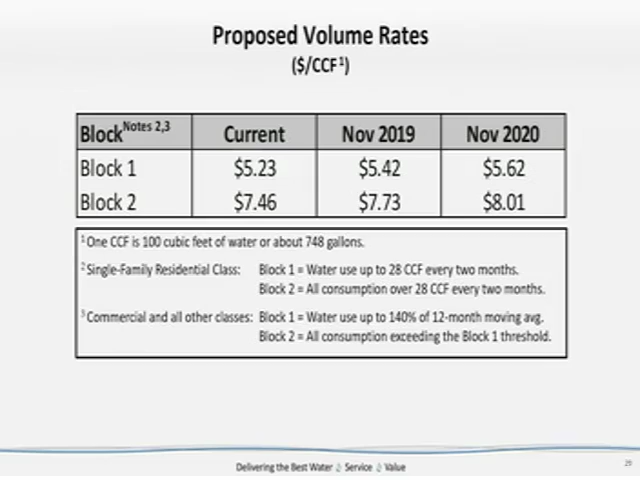 Proposed Volume Rates
($/CCF¹)
Block Notes 2,3 Current Nov 2019 Nov 2020
Block 1 $5.23 $5.42 $5.62
Block 2 $7.46 $7.73 $8.01
¹ One CCF is 100 cubic feet of water or about 748 gallons.
² Single-Family Residential Class: Block 1 = Water use up to 28 CCF every two months.
Block 2 = All consumption over 28 CCF every two months.
³ Commercial and all other classes: Block 1 = Water use up to 140% of 12-month moving avg.
Block 2 = All consumption exceeding the Block 1 threshold.
Delivering the Best Water Service Value
29